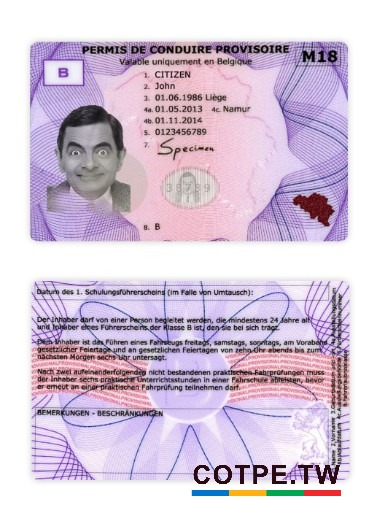 PERMIS DE CONDUIRE PROVISOIRE
Valable uniquement en Belgique
M18
B
1. CITIZEN
2. John
3. 01.06.1986 Liège
4a. 01.05.2013 4c. Namur
4b. 01.11.2014
5. 0123456789
7. Specimen
8. B
Datum des 1. Schulungsführerscheins (im Falle von Umtausch):
Der Inhaber darf von einer Person begleitet werden, die mindestens 24 Jahre alt
und Inhaber eines Führerscheins der Klasse B ist, den sie bei sich trägt.
Dem Inhaber ist das Führen eines Fahrzeugs freitags, samstags, sonntags, am Vorabend
gesetzlicher Feiertage und an gesetzlichen Feiertagen von zehn Uhr abends bis zum
nächsten Morgen sechs Uhr untersagt.
Nach zwei aufeinanderfolgenden nicht bestandenen praktischen Fahrprüfungen muss
der Inhaber sechs praktische Unterrichtsstunden in einer Fahrschule ableisten, bevor
er erneut an einer praktischen Fahrprüfung teilnehmen darf.
BEMERKUNGEN - BESCHRÄNKUNGEN
COTPE.TW